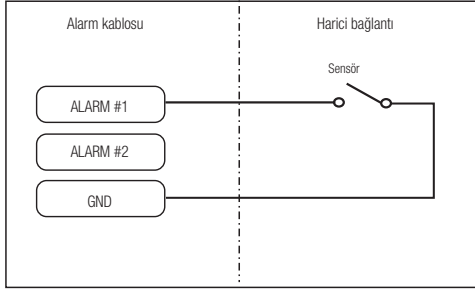 Alarm kablosu
Harici bağlantı
Sensör
ALARM #1
ALARM #2
GND